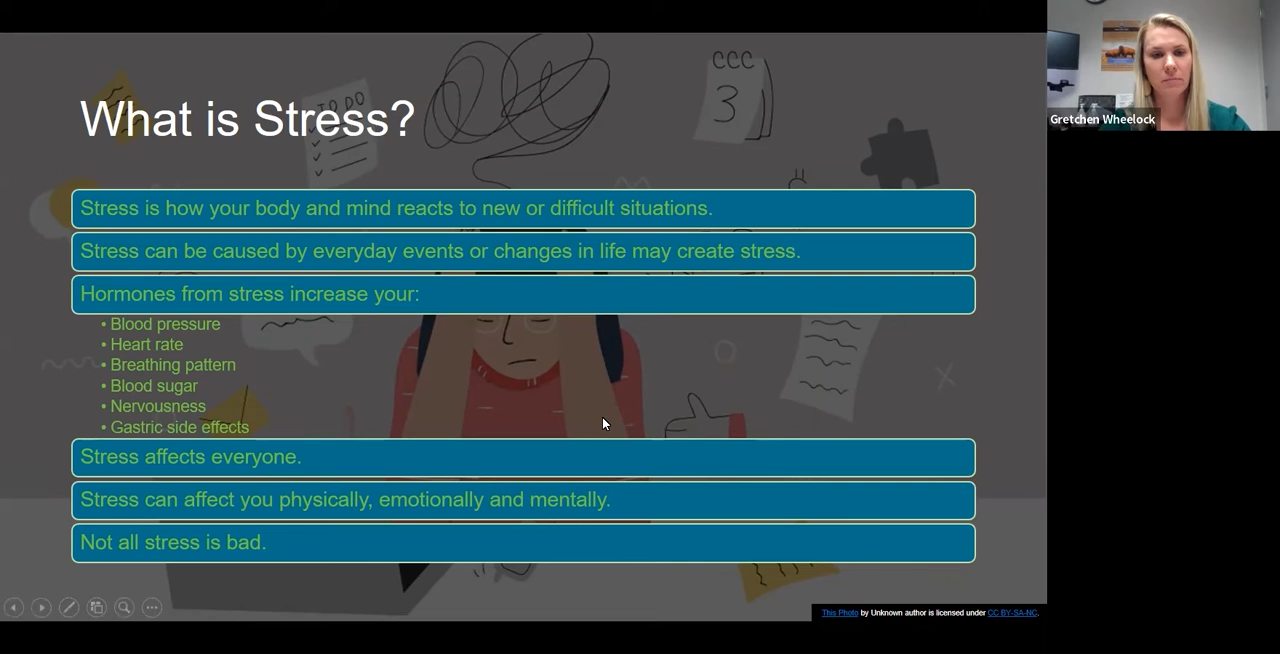 What is Stress?
TO DO
CCC
31
Gretchen Wheelock
Stress is how your body and mind reacts to new or difficult situations.
Stress can be caused by everyday events or changes in life may create stress.
Hormones from stress increase your:
• Blood pressure
• Heart rate
• Breathing pattern
• Blood sugar
• Nervousness
• Gastric side effects
Stress affects everyone.
Stress can affect you physically, emotionally and mentally.
Not all stress is bad.
This Photo by Unknown author is licensed under CC BY-SA-NC.